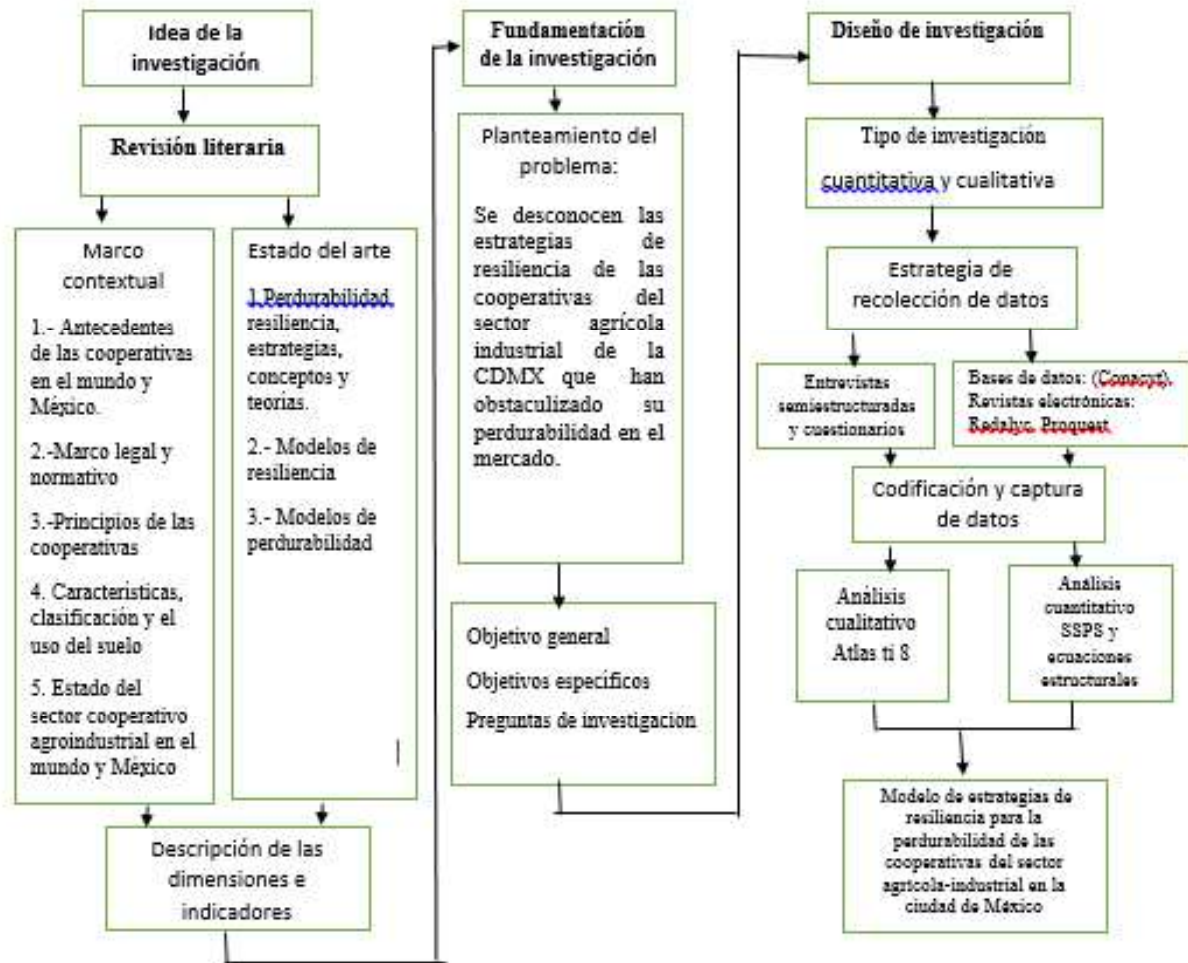 Idea de la
investigación
Revisión literaria
Marco
contextual
1.- Antecedentes
de las cooperativas
en el mundo y
México.
2.-Marco legal y
normativo
3.-Principios de las
cooperativas
4. Características,
clasificación y el
uso del suelo
5. Estado del
sector cooperativo
agroindustrial en el
mundo y México
Estado del arte
1.Perdurabilidad,
resiliencia,
estrategias,
conceptos y
teorías.
2.- Modelos de
resiliencia
3.- Modelos de
perdurabilidad
Descripción de las
dimensiones e
indicadores
Fundamentación
de la investigación
Planteamiento del
problema:
Se desconocen las
estrategias de
resiliencia de las
cooperativas del
sector agrícola
industrial de la
CDMX que han
obstaculizado su
perdurabilidad en el
mercado.
Objetivo general
Objetivos específicos
Preguntas de investigacion
Diseño de investigación
Tipo de investigación
cuantitativa y cualitativa
Estrategia de
recolección de datos
Entrevistas
semiestructuradas
y cuestionarios
Bases de datos: (Conacyt),
Revistas electrónicas:
Redalyc, Proquest
Codificación y captura
de datos
Análisis
cualitativo
Atlas ti 8
Análisis
cuantitativo
SSPS y
ecuaciones
estructurales
Modelo de estrategias de
resiliencia para la
perdurabilidad de las
cooperativas del sector
agrícola-industrial en la
ciudad de México